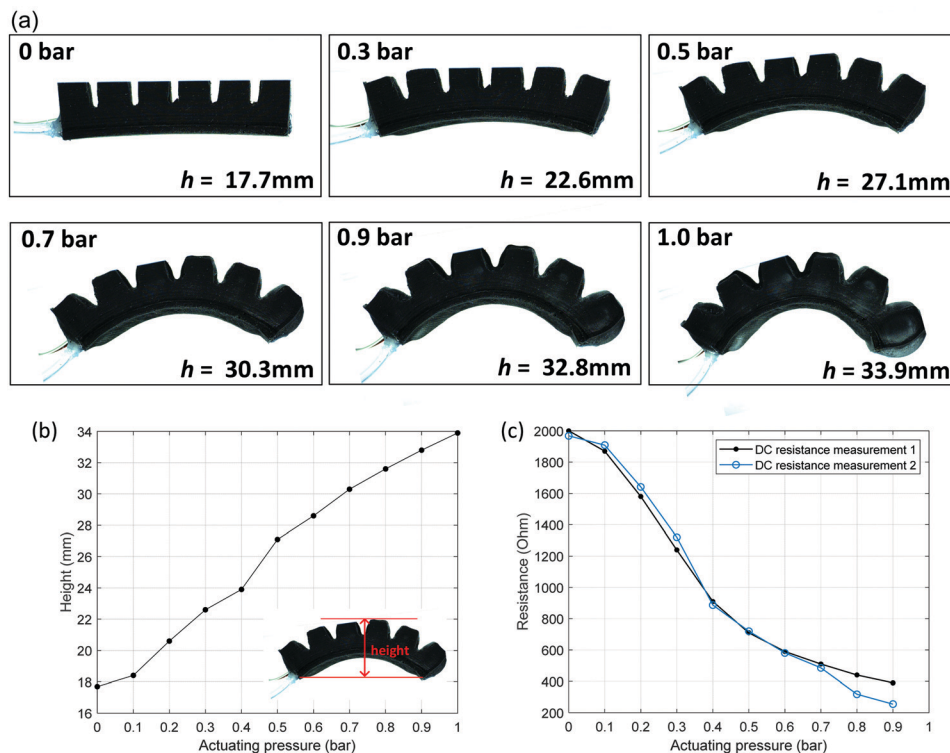 (a)
0 bar
h = 17.7mm
0.3 bar
h = 22.6mm
0.5 bar
h = 27.1mm
0.7 bar
h = 30.3mm
0.9 bar
h = 32.8mm
1.0 bar
h = 33.9mm
(b)
34
32
30
28
26
24
22
20
18
16
Height (mm)
height
0 0.1 0.2 0.3 0.4 0.5 0.6 0.7 0.8 0.9 1
Actuating pressure (bar)
(c)
2000
1800
1600
1400
1200
1000
800
600
400
200
Resistance (Ohm)
DC resistance measurement 1
DC resistance measurement 2
0 0.1 0.2 0.3 0.4 0.5 0.6 0.7 0.8 0.9 1
Actuating pressure (bar)